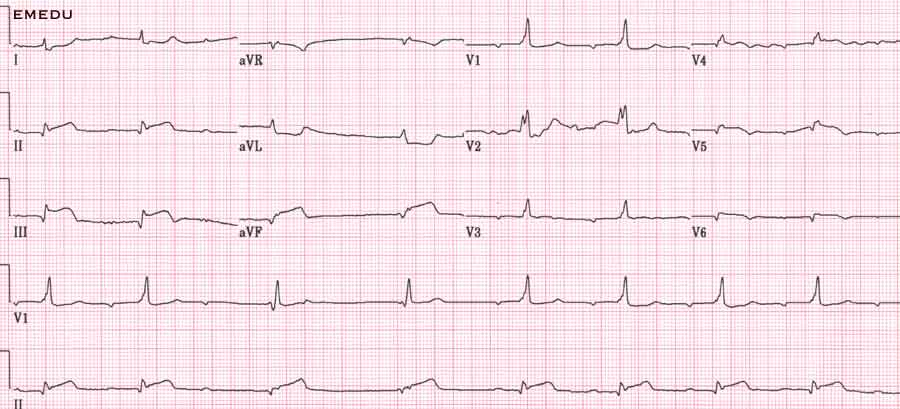 EMEDU
I aVR V1 V4
II aVL V2 V5
III aVF V3 V6
V1
II